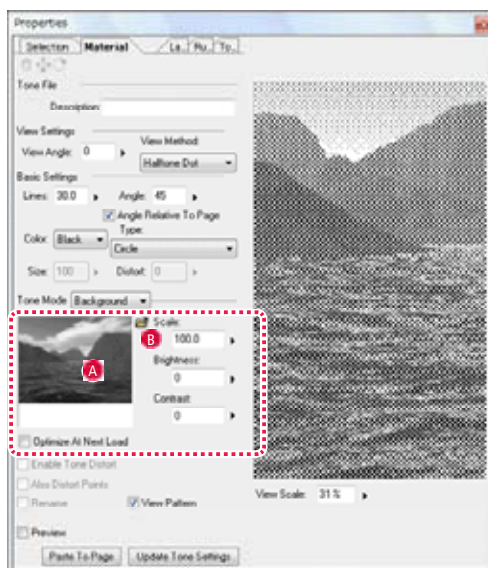 Properties
Selection Material La.. Ru.. To..
Tone File
Description:
View Settings
View Angle: 0
View Method:
Halftone Dot
Basic Settings
Lines: 30.0 Angle: 45
Angle Relative To Page
Color: Black
Type:
Circle
Size: 100 Distort: 0
Tone Mode Background
Scale:
B 100.0
A
Brightness:
0
Contrast:
0
Optimize At Next Load
Enable Tone Distort
Also Distort Points
Rename View Pattern
View Scale: 31%
Preview
Paste To Page Update Tone Settings